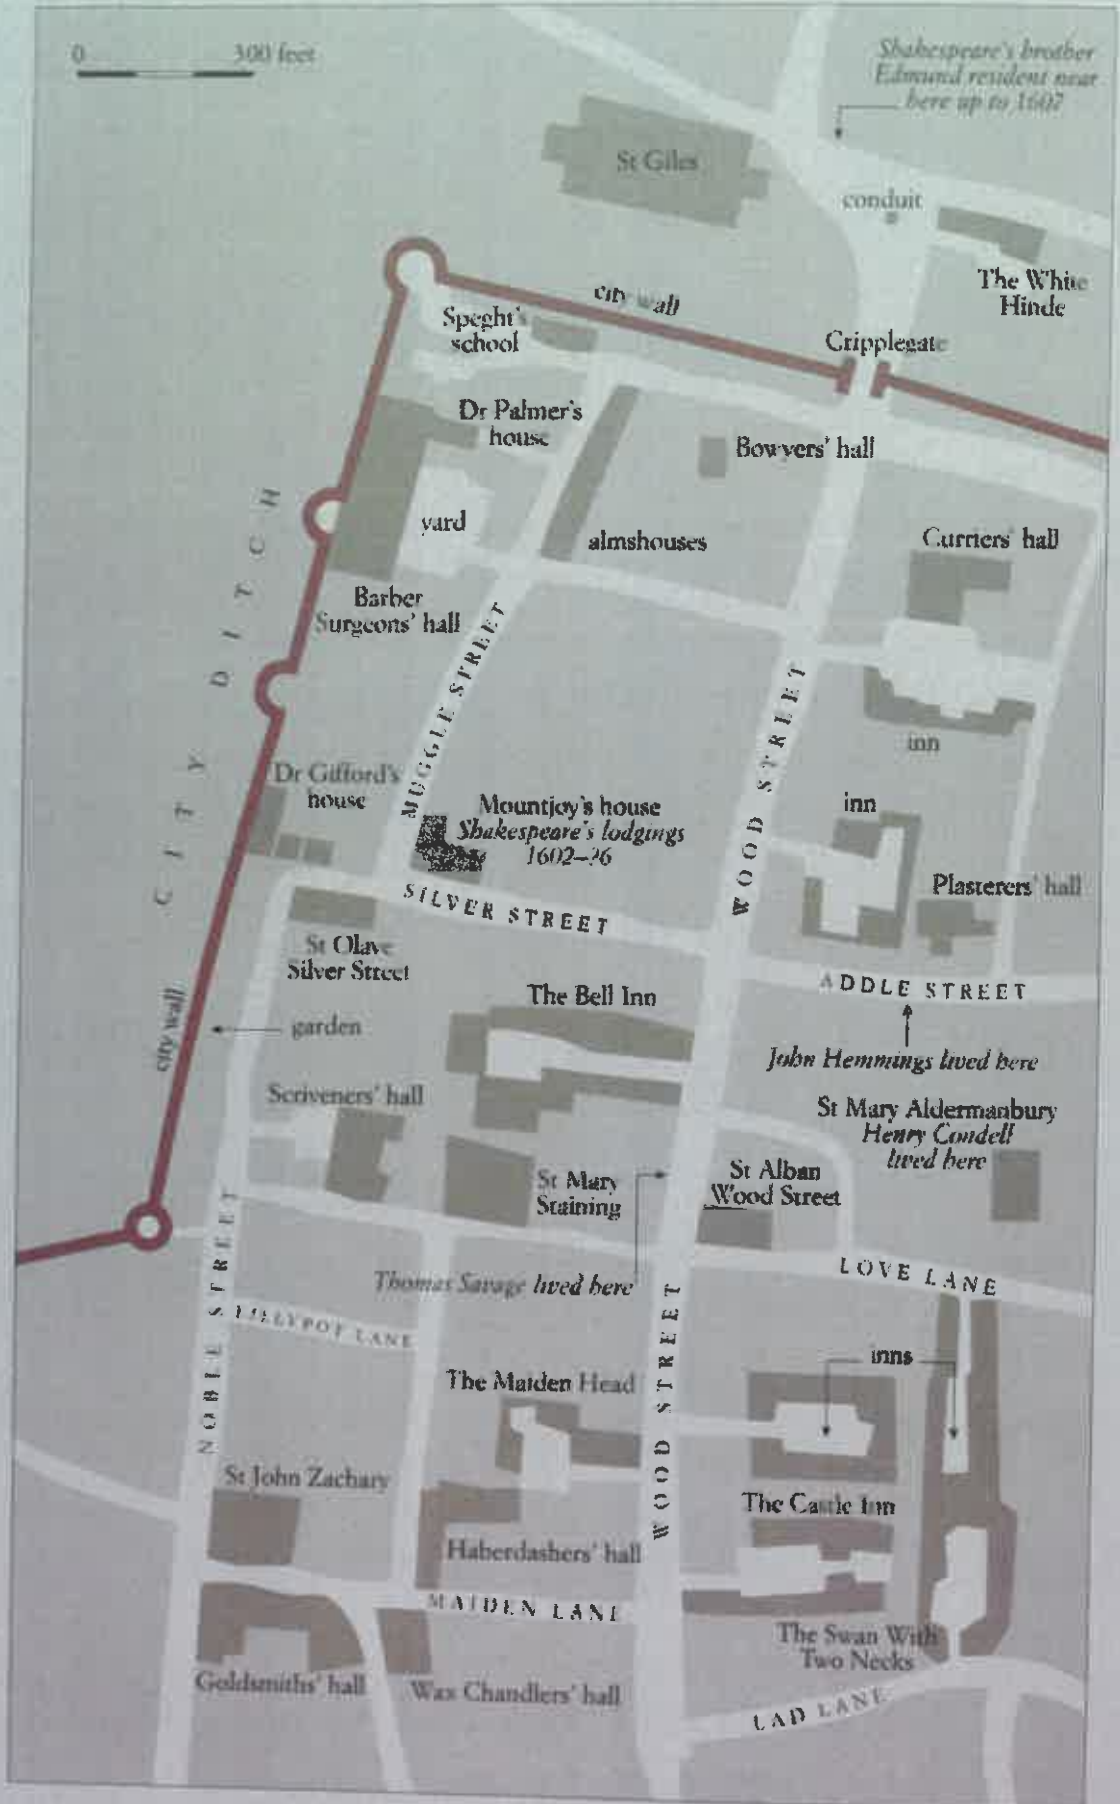 0 300 feet
Shakespeare's brother
Edmund resident near
here up to 1602
St Giles
conduit
The White
Hinde
city wall
Cripplegate
Speght's
school
Dr Palmer's
house
Bowyers' hall
yard
almshouses
Curriers' hall
Barber
Surgeons' hall
CITY DITCH
MUGGLE STREET
WOOD STREET
inn
Dr Gifford's
house
Mountjoy's house
Shakespeare's lodgings
1602–?6
inn
Plasterers' hall
SILVER STREET
St Olave
Silver Street
The Bell Inn
ADDLE STREET
city wall
garden
John Hemmings lived here
Scriveners' hall
St Mary Aldermanbury
Henry Condell
lived here
St Mary
Staining
St Alban
Wood Street
Thomas Savage lived here
LOVE LANE
NOBLE STREET
LILLYPOT LANE
WOOD STREET
inns
The Maiden Head
St John Zachary
The Castle Inn
Haberdashers' hall
MAIDEN LANE
The Swan With
Two Necks
Goldsmiths' hall
Wax Chandlers' hall
LAD LANE